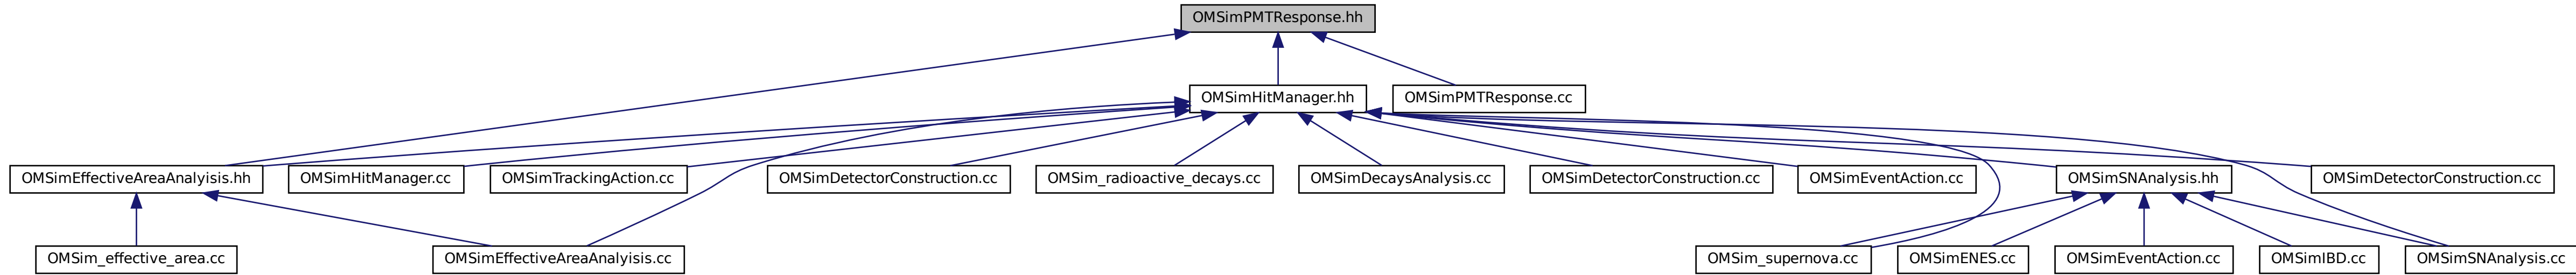 OMSimPMTResponse.hh
OMSimHitManager.hh
OMSimPMTResponse.cc
OMSimEffectiveAreaAnalyisis.hh
OMSimHitManager.cc
OMSimTrackingAction.cc
OMSimDetectorConstruction.cc
OMSim_radioactive_decays.cc
OMSimDecaysAnalysis.cc
OMSimDetectorConstruction.cc
OMSimEventAction.cc
OMSimSNAnalysis.hh
OMSimDetectorConstruction.cc
OMSim_effective_area.cc
OMSimEffectiveAreaAnalyisis.cc
OMSim_supernova.cc
OMSimENES.cc
OMSimEventAction.cc
OMSimIBD.cc
OMSimSNAnalysis.cc